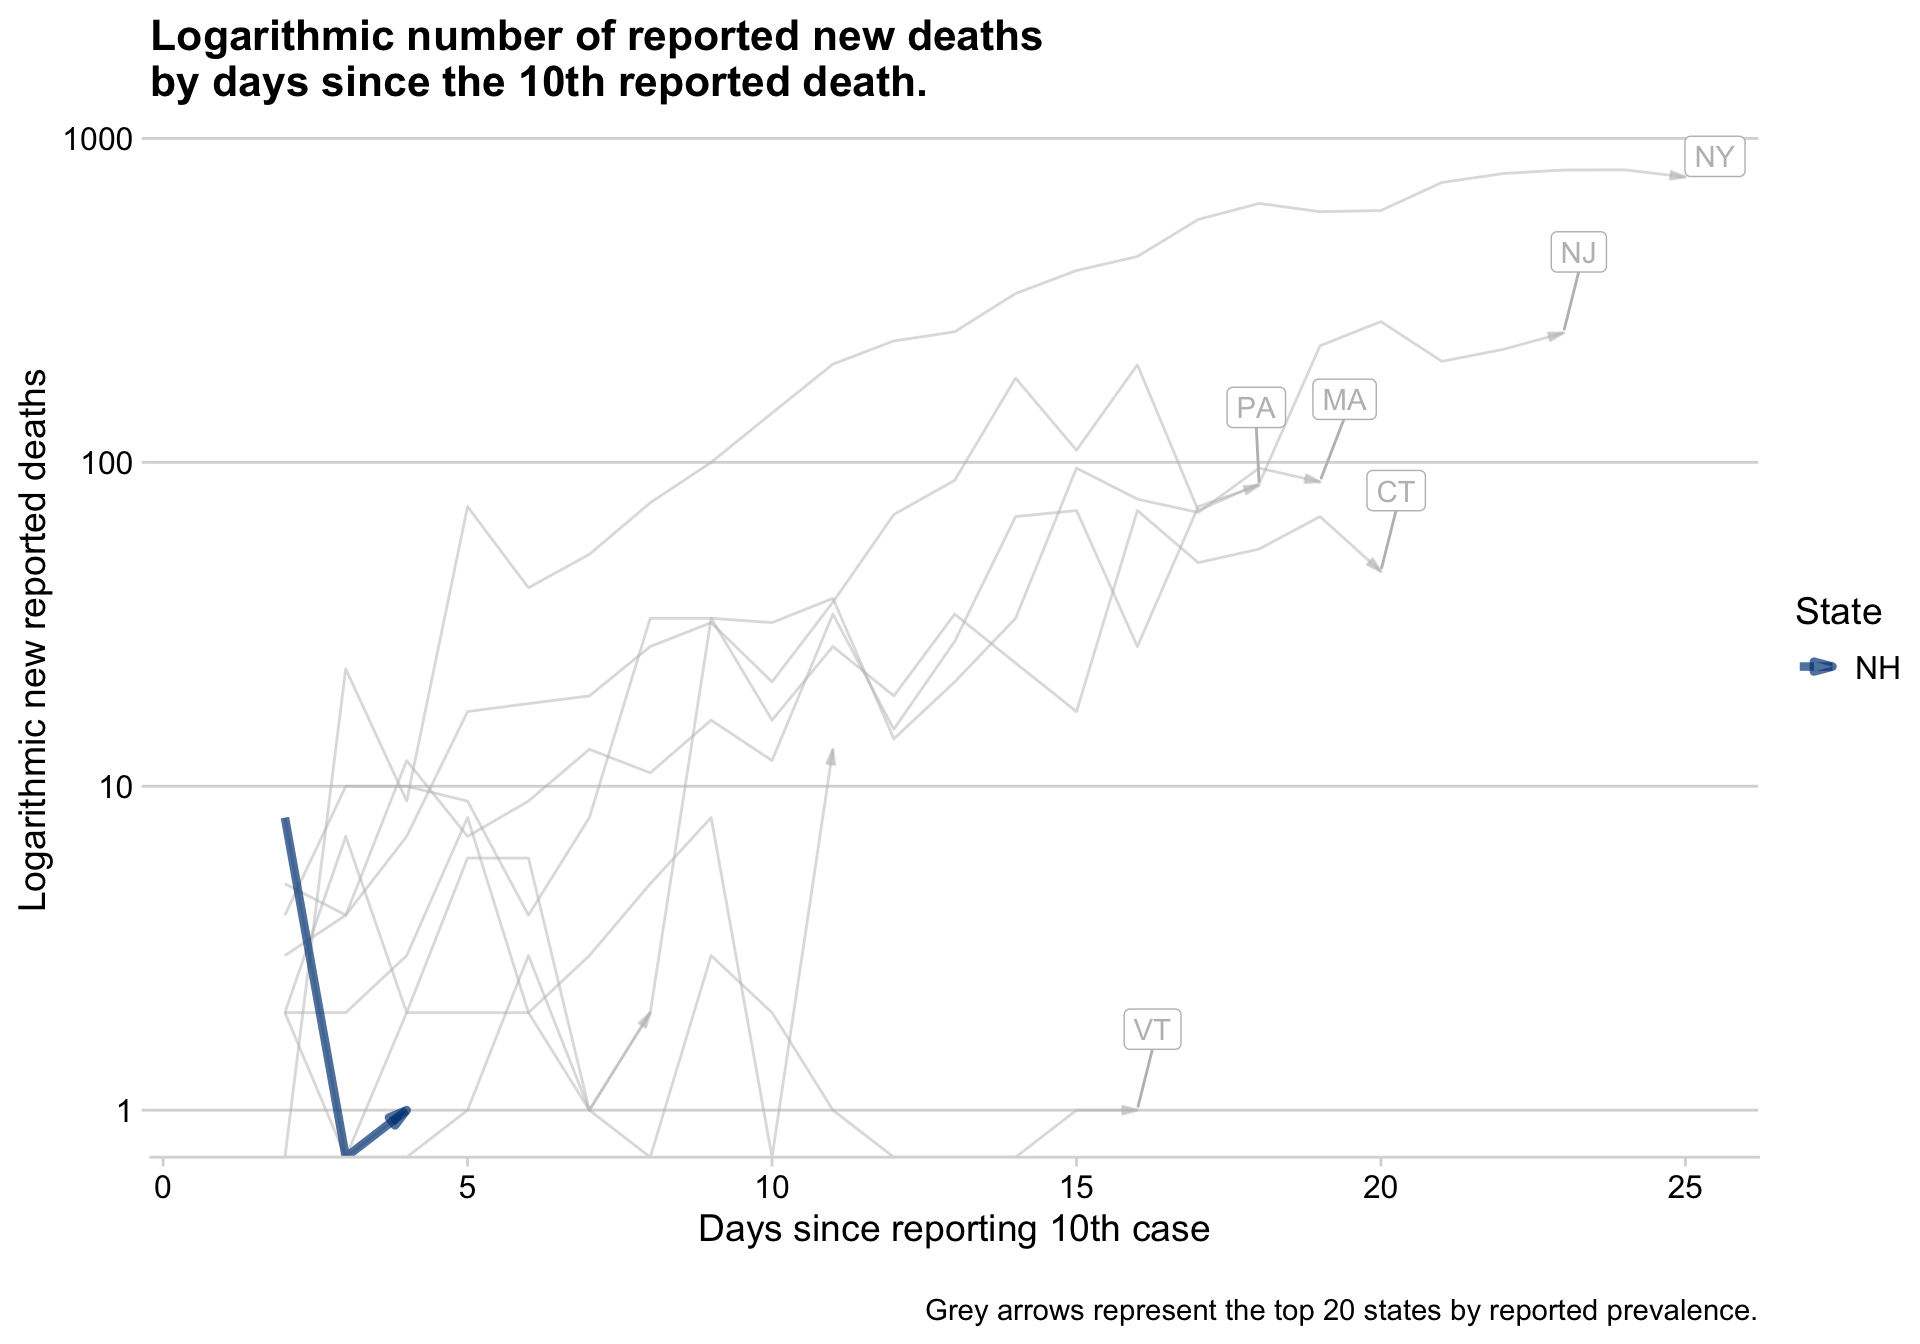 Logarithmic number of reported new deaths
by days since the 10th reported death.
1000
NY
NJ
PA
MA
100
CT
Logarithmic new reported deaths
State
NH
10
VT
1
0 5 10 15 20 25
Days since reporting 10th case
Grey arrows represent the top 20 states by reported prevalence.